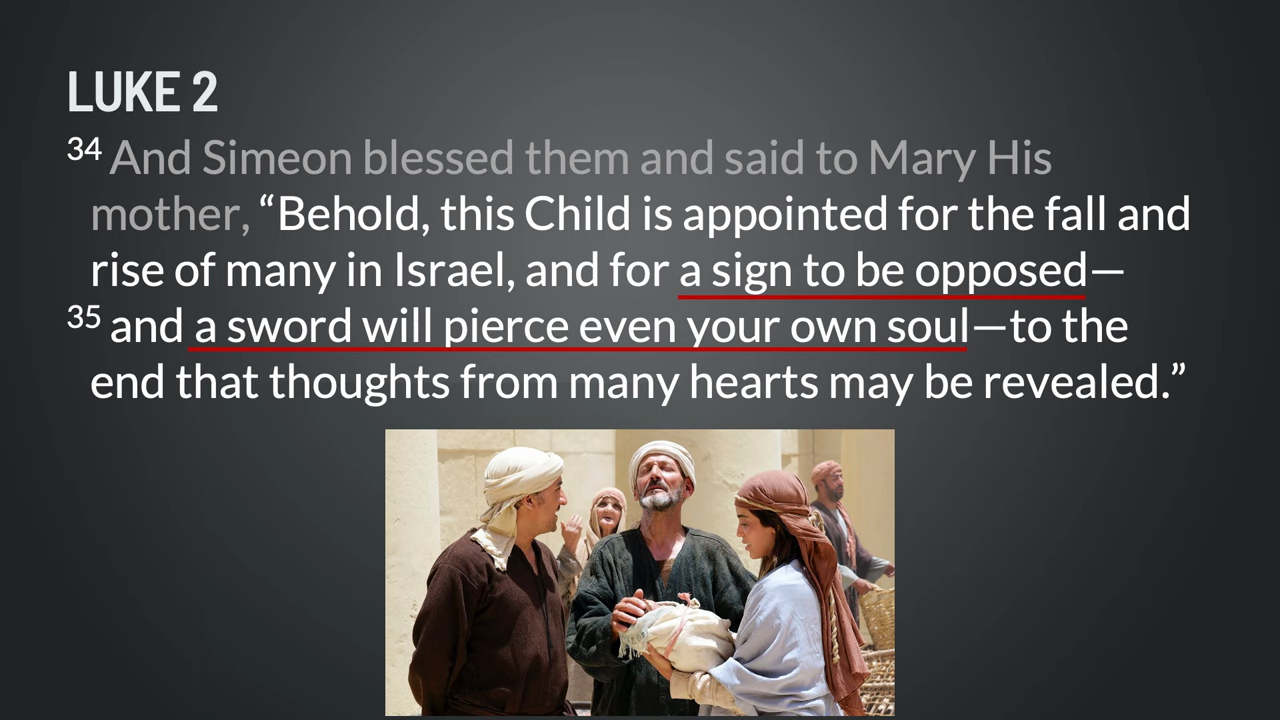 LUKE 2
34 And Simeon blessed them and said to Mary His
mother, “Behold, this Child is appointed for the fall and
rise of many in Israel, and for a sign to be opposed—
35 and a sword will pierce even your own soul—to the
end that thoughts from many hearts may be revealed.”